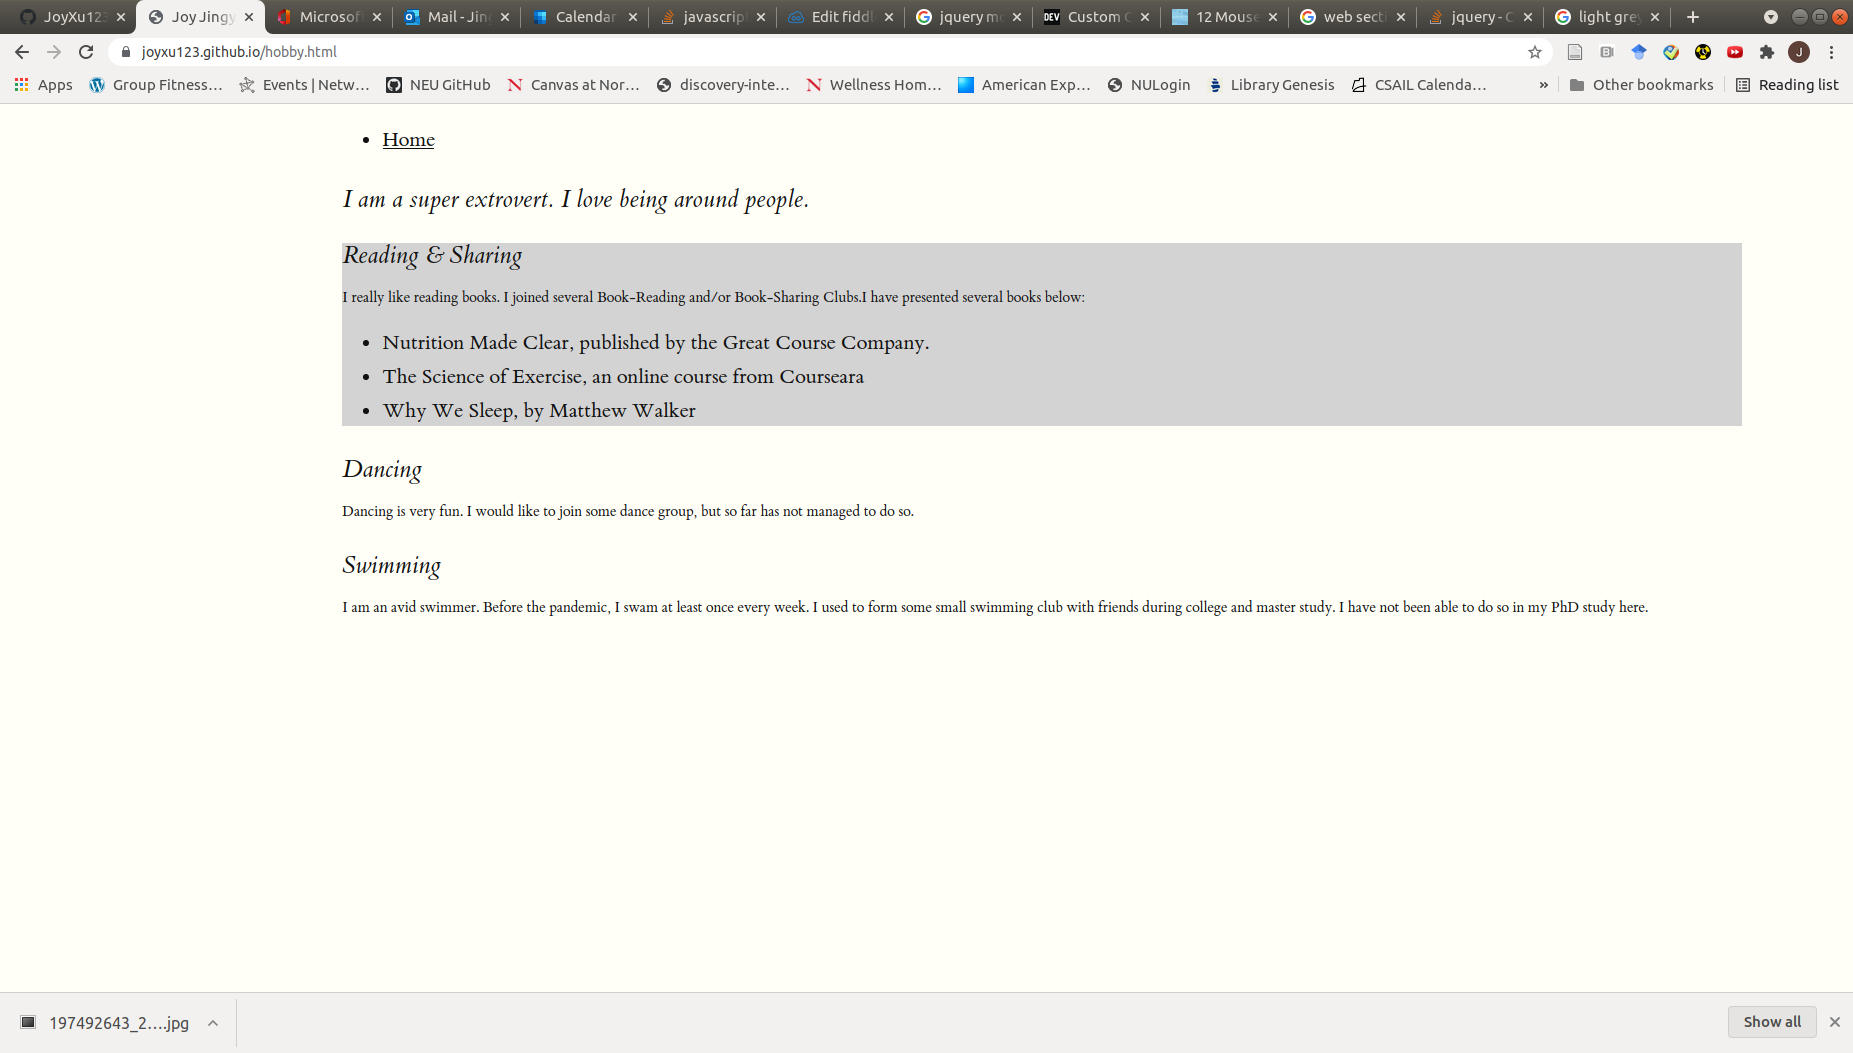 JoyXu123
Joy Jingy
Microsof
Mail - Jin
Calendar
javascrip
Edit fiddl
jquery mo
Custom C
12 Mouse
web secti
jquery - C
light grey
joyxu123.github.io/hobby.html
Apps
Group Fitness…
Events | Netw…
NEU GitHub
Canvas at Nor…
discovery-inte…
Wellness Hom…
American Exp…
NULogin
Library Genesis
CSAIL Calenda…
»
Other bookmarks
Reading list
• Home
I am a super extrovert. I love being around people.
Reading & Sharing
I really like reading books. I joined several Book-Reading and/or Book-Sharing Clubs.I have presented several books below:
• Nutrition Made Clear, published by the Great Course Company.
• The Science of Exercise, an online course from Courseara
• Why We Sleep, by Matthew Walker
Dancing
Dancing is very fun. I would like to join some dance group, but so far has not managed to do so.
Swimming
I am an avid swimmer. Before the pandemic, I swam at least once every week. I used to form some small swimming club with friends during college and master study. I have not been able to do so in my PhD study here.
197492643_2….jpg
Show all